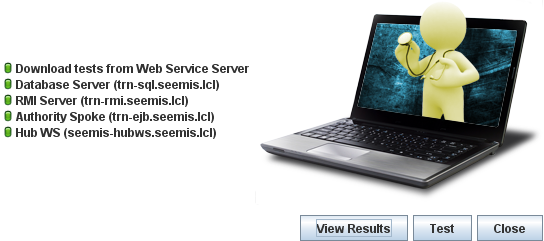 Download tests from Web Service Server
Database Server (trn-sql.seemis.lcl)
RMI Server (trn-rmi.seemis.lcl)
Authority Spoke (trn-ejb.seemis.lcl)
Hub WS (seemis-hubws.seemis.lcl)
View Results
Test
Close